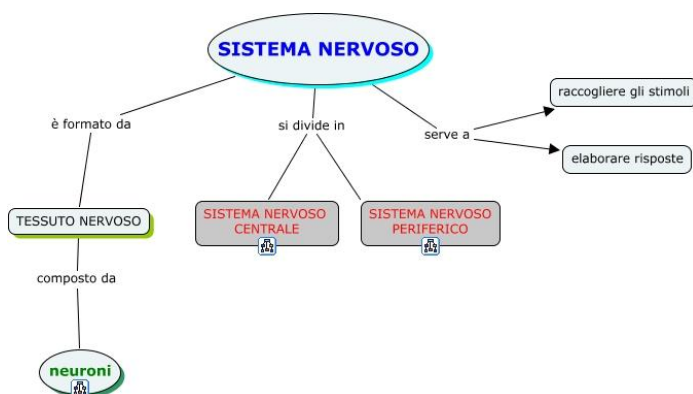 SISTEMA NERVOSO
è formato da
si divide in
serve a
raccogliere gli stimoli
elaborare risposte
TESSUTO NERVOSO
SISTEMA NERVOSO
CENTRALE
SISTEMA NERVOSO
PERIFERICO
composto da
neuroni